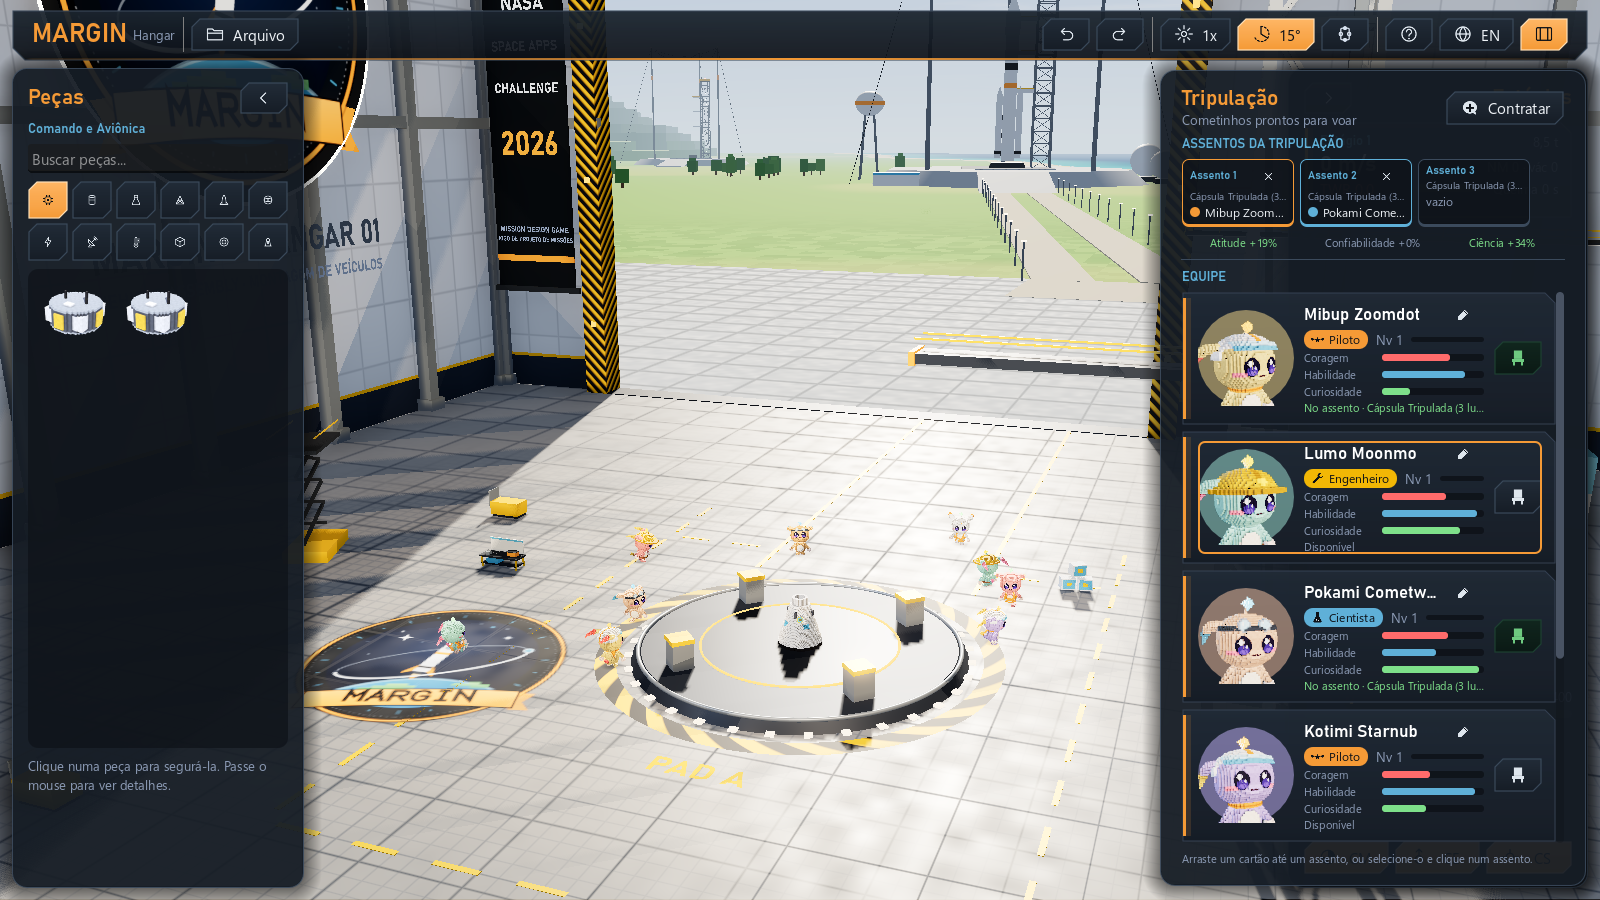 MARGIN Hangar
Arquivo
1x
15°
EN
Peças
Comando e Aviônica
Buscar peças...
Clique numa peça para segurá-la. Passe o
mouse para ver detalhes.
NASA
SPACE APPS
CHALLENGE
2026
MISSION DESIGN GAME
MARGIN
GAR 01
DE VEÍCULOS
MARGIN
PAD A
Tripulação
Cometinhos prontos para voar
Contratar
ASSENTOS DA TRIPULAÇÃO
Assento 1
Cápsula Tripulada (3...
Mibup Zoom...
Assento 2
Cápsula Tripulada (3...
Pokami Come...
Assento 3
Cápsula Tripulada (3...
vazio
Atitude +19%
Confiabilidade +0%
Ciência +34%
EQUIPE
Mibup Zoomdot
Piloto
Nv 1
Coragem
Habilidade
Curiosidade
No assento · Cápsula Tripulada (3 lu...
Lumo Moonmo
Engenheiro
Nv 1
Coragem
Habilidade
Curiosidade
Disponível
Pokami Cometw...
Cientista
Nv 1
Coragem
Habilidade
Curiosidade
No assento · Cápsula Tripulada (3 lu...
Kotimi Starnub
Piloto
Nv 1
Coragem
Habilidade
Curiosidade
Disponível
Arraste um cartão até um assento, ou selecione-o e clique num assento.